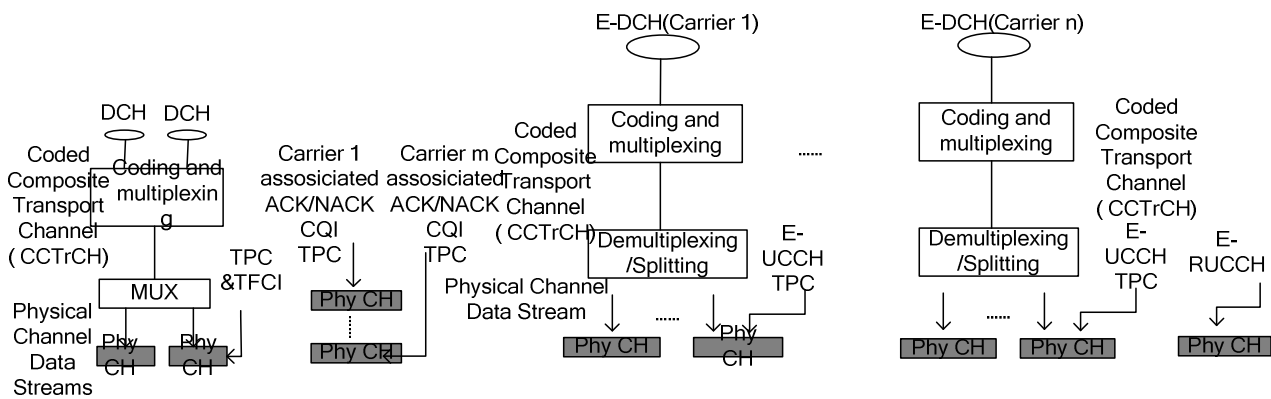 E-DCH(Carrier 1)
E-DCH(Carrier n)
DCH
DCH
Coded
Composite
Transport
Channel
( CCTrCH)
Coding and
multiplexin
g
MUX
TPC
&TFCI
Physical
Channel
Data
Streams
Phy
CH
Phy
CH
Carrier 1
assosiciated
ACK/NACK
CQI
TPC
Carrier m
assosiciated
ACK/NACK
CQI
TPC
Phy CH
......
Phy CH
Coded
Composite
Transport
Channel
( CCTrCH)
Coding and
multiplexing
Demultiplexing
/Splitting
Physical Channel
Data Stream
......
E-
UCCH
TPC
Phy CH
Phy
CH
......
Coding and
multiplexing
Demultiplexing
/Splitting
......
Coded
Composite
Transport
Channel
( CCTrCH)
E-
UCCH
TPC
Phy CH
Phy CH
E-
RUCCH
Phy CH